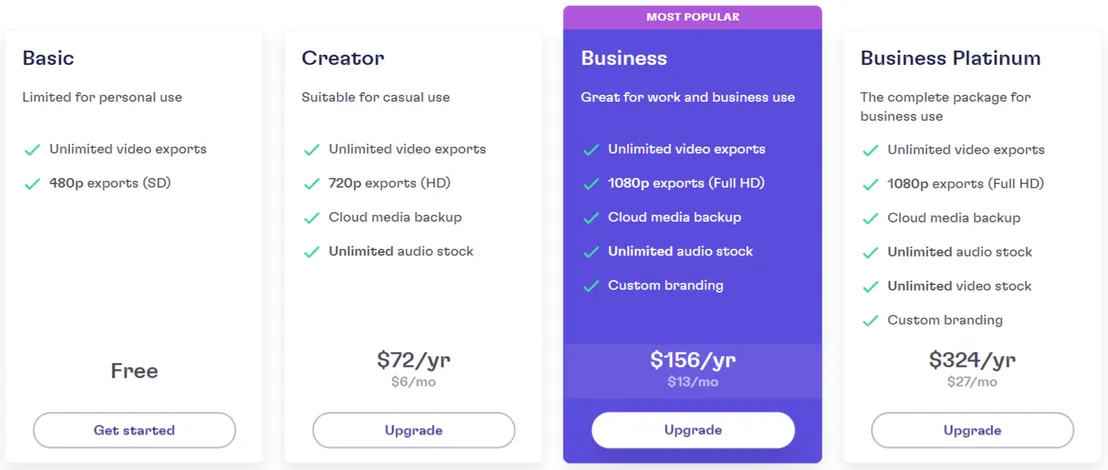 Basic
Limited for personal use
Unlimited video exports
480p exports (SD)
Free
Get started
Creator
Suitable for casual use
Unlimited video exports
720p exports (HD)
Cloud media backup
Unlimited audio stock
$72/yr
$6/mo
Upgrade
MOST POPULAR
Business
Great for work and business use
Unlimited video exports
1080p exports (Full HD)
Cloud media backup
Unlimited audio stock
Custom branding
$156/yr
$13/mo
Upgrade
Business Platinum
The complete package for
business use
Unlimited video exports
1080p exports (Full HD)
Cloud media backup
Unlimited audio stock
Unlimited video stock
Custom branding
$324/yr
$27/mo
Upgrade